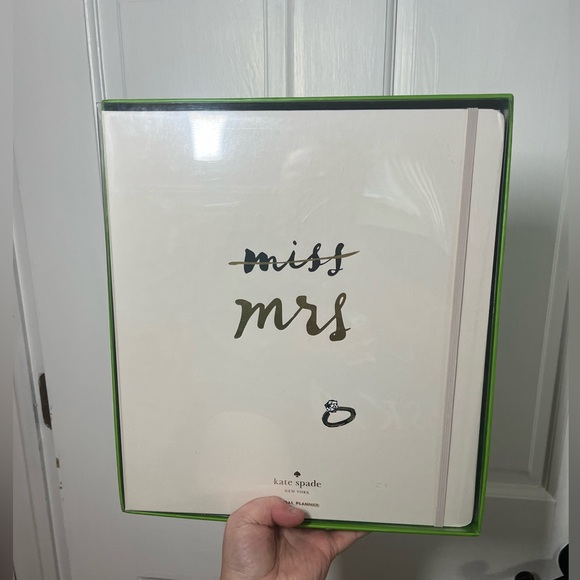 miss
mrs
kate spade
NEW YORK
PLANNER